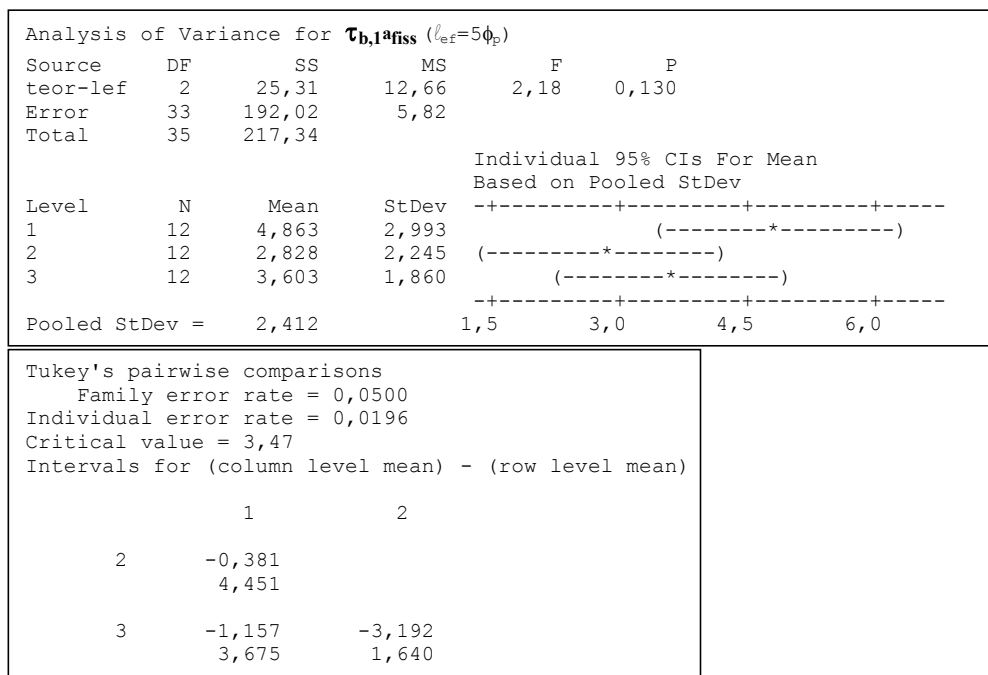 Analysis of Variance for τb,1ªfiss (ℓef=5ϕp)
Source     DF        SS        MS         F        P
teor-lef    2     25,31     12,66      2,18    0,130
Error      33    192,02      5,82
Total      35    217,34
                                   Individual 95% CIs For Mean
                                   Based on Pooled StDev
Level       N      Mean     StDev  -+---------+---------+---------+-----
1          12     4,863     2,993                (--------*---------)
2          12     2,828     2,245  (---------*--------)
3          12     3,603     1,860        (--------*--------)
                                   -+---------+---------+---------+-----
Pooled StDev =    2,412           1,5       3,0       4,5       6,0
Tukey's pairwise comparisons
    Family error rate = 0,0500
Individual error rate = 0,0196
Critical value = 3,47
Intervals for (column level mean) - (row level mean)
                 1           2
       2      -0,381
               4,451
       3      -1,157      -3,192
               3,675       1,640